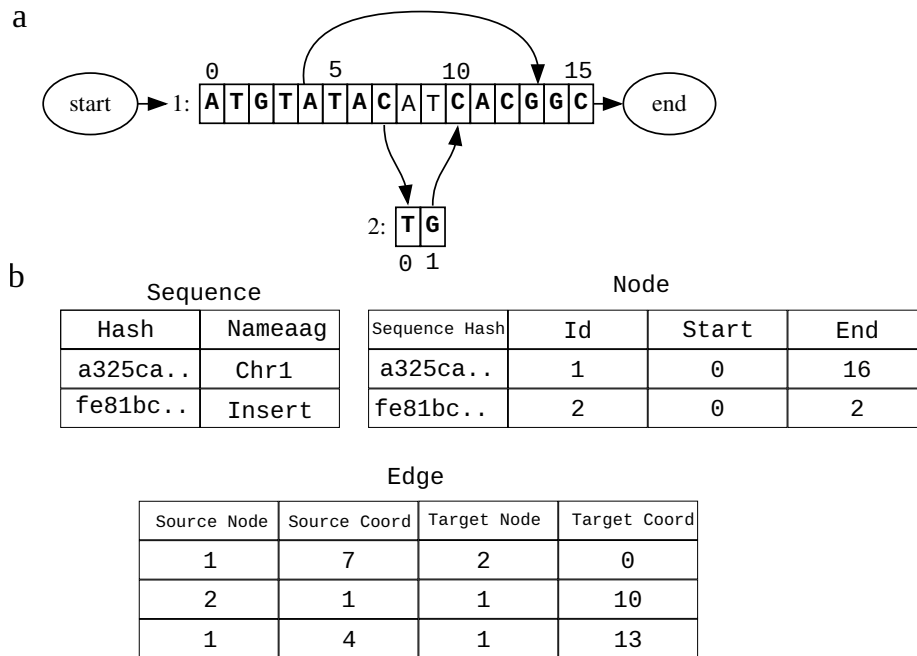 a
0 5 10 15
start 1: A T G T A T A C A T C A C G G C end
2: T G
0 1
b
Sequence
Hash Nameaag
a325ca.. Chr1
fe81bc.. Insert
Node
Sequence Hash Id Start End
a325ca.. 1 0 16
fe81bc.. 2 0 2
Edge
Source Node Source Coord Target Node Target Coord
1 7 2 0
2 1 1 10
1 4 1 13